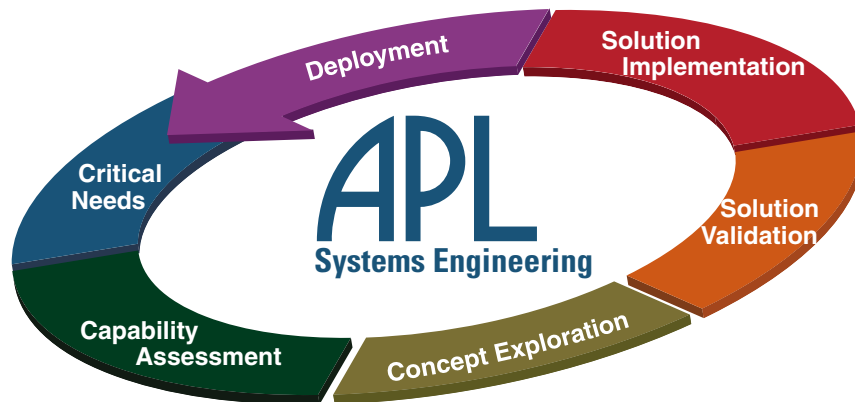 Deployment
Solution
Implementation
Critical
Needs
APL
Systems Engineering
Solution
Validation
Capability
Assessment
Concept Exploration